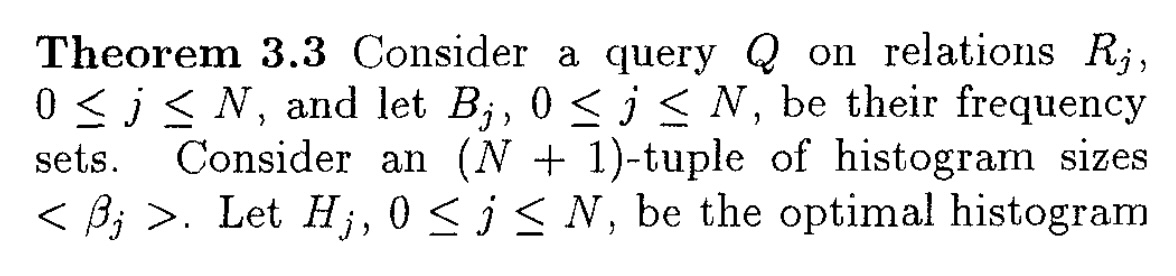 Theorem 3.3 Consider a query Q on relations R_j,
0 ≤ j ≤ N, and let B_j, 0 ≤ j ≤ N, be their frequency
sets. Consider an (N + 1)-tuple of histogram sizes
< β_j >. Let H_j, 0 ≤ j ≤ N, be the optimal histogram